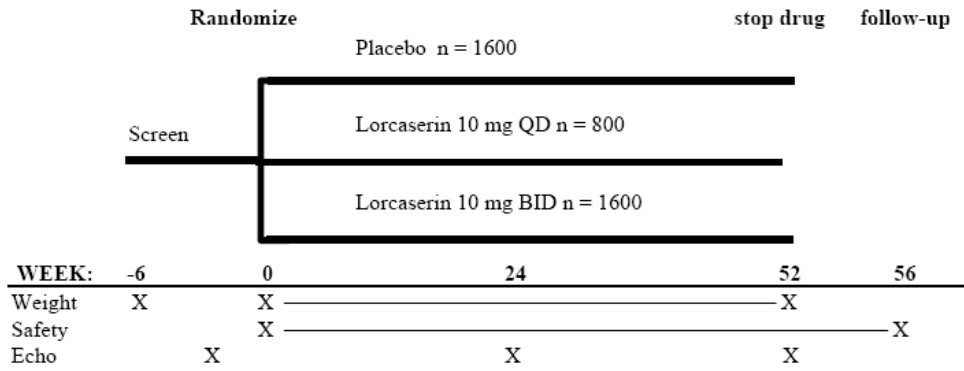 Randomize stop drug follow-up
Placebo n = 1600
Lorcaserin 10 mg QD n = 800
Screen
Lorcaserin 10 mg BID n = 1600
WEEK: -6 0 24 52 56
Weight X X X
Safety X X
Echo X X X